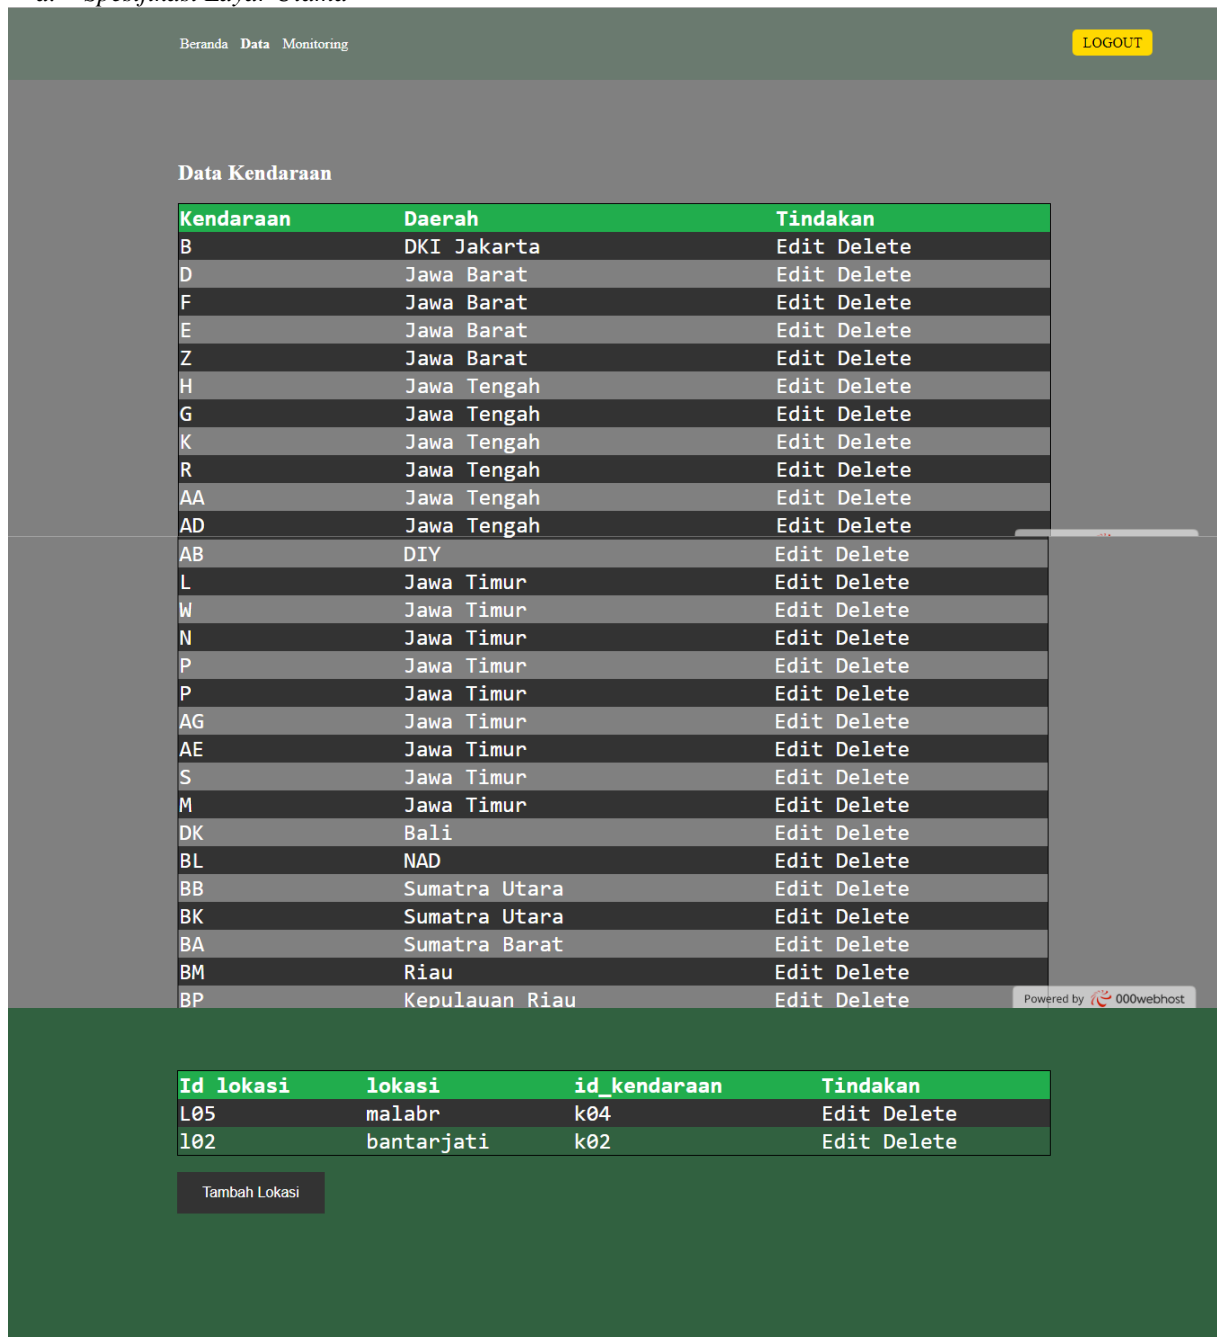 a. Spesifikasi Layar Utama
Beranda Data Monitoring LOGOUT
Data Kendaraan
Kendaraan Daerah Tindakan
B DKI Jakarta Edit Delete
D Jawa Barat Edit Delete
F Jawa Barat Edit Delete
E Jawa Barat Edit Delete
Z Jawa Barat Edit Delete
H Jawa Tengah Edit Delete
G Jawa Tengah Edit Delete
K Jawa Tengah Edit Delete
R Jawa Tengah Edit Delete
AA Jawa Tengah Edit Delete
AD Jawa Tengah Edit Delete
AB DIY Edit Delete
L Jawa Timur Edit Delete
W Jawa Timur Edit Delete
N Jawa Timur Edit Delete
P Jawa Timur Edit Delete
P Jawa Timur Edit Delete
AG Jawa Timur Edit Delete
AE Jawa Timur Edit Delete
S Jawa Timur Edit Delete
M Jawa Timur Edit Delete
DK Bali Edit Delete
BL NAD Edit Delete
BB Sumatra Utara Edit Delete
BK Sumatra Utara Edit Delete
BA Sumatra Barat Edit Delete
BM Riau Edit Delete
BP Kepulauan Riau Edit Delete
Powered by 000webhost
Id lokasi lokasi id_kendaraan Tindakan
L05 malabr k04 Edit Delete
l02 bantarjati k02 Edit Delete
Tambah Lokasi